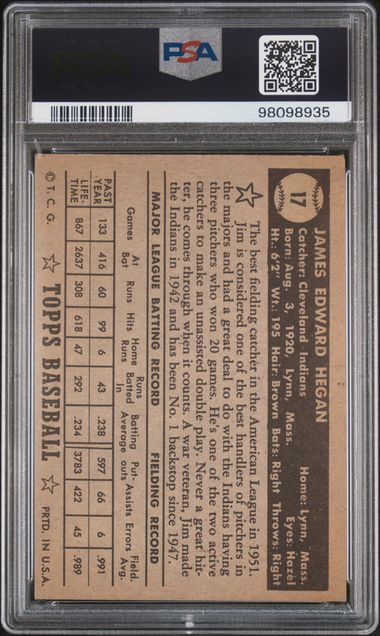 PSA
PSA
98098935
17
JAMES EDWARD HEGAN
Catcher: Cleveland Indians Home: Lynn, Mass.
Born: Aug. 3, 1920, Lynn, Mass. Eyes: Hazel
Ht.: 6'2" Wt.: 195 Hair: Brown Bats: Right Throws: Right
The best fielding catcher in the American League in 1951.
Jim is considered one of the best handlers of pitchers in
the majors and had a great deal to do with the Indians having
three pitchers who won 20 games. He's one of the two active
catchers to make an unassisted double play. Never a great hit-
ter, he comes through when it counts. A war veteran, Jim made
the Indians in 1942 and has been No. 1 backstop since 1947.
MAJOR LEAGUE BATTING RECORD FIELDING RECORD
Games At Bat Runs Hits Home Runs Runs Batted In Batting Average Put-outs Assists Errors Field. Avg.
PAST YEAR 133 416 60 99 6 43 .238 597 66 6 .991
LIFE-TIME 867 2637 308 618 47 292 .234 3783 422 45 .989
© T. C. G. TOPPS BASEBALL PRTD. IN U.S.A.